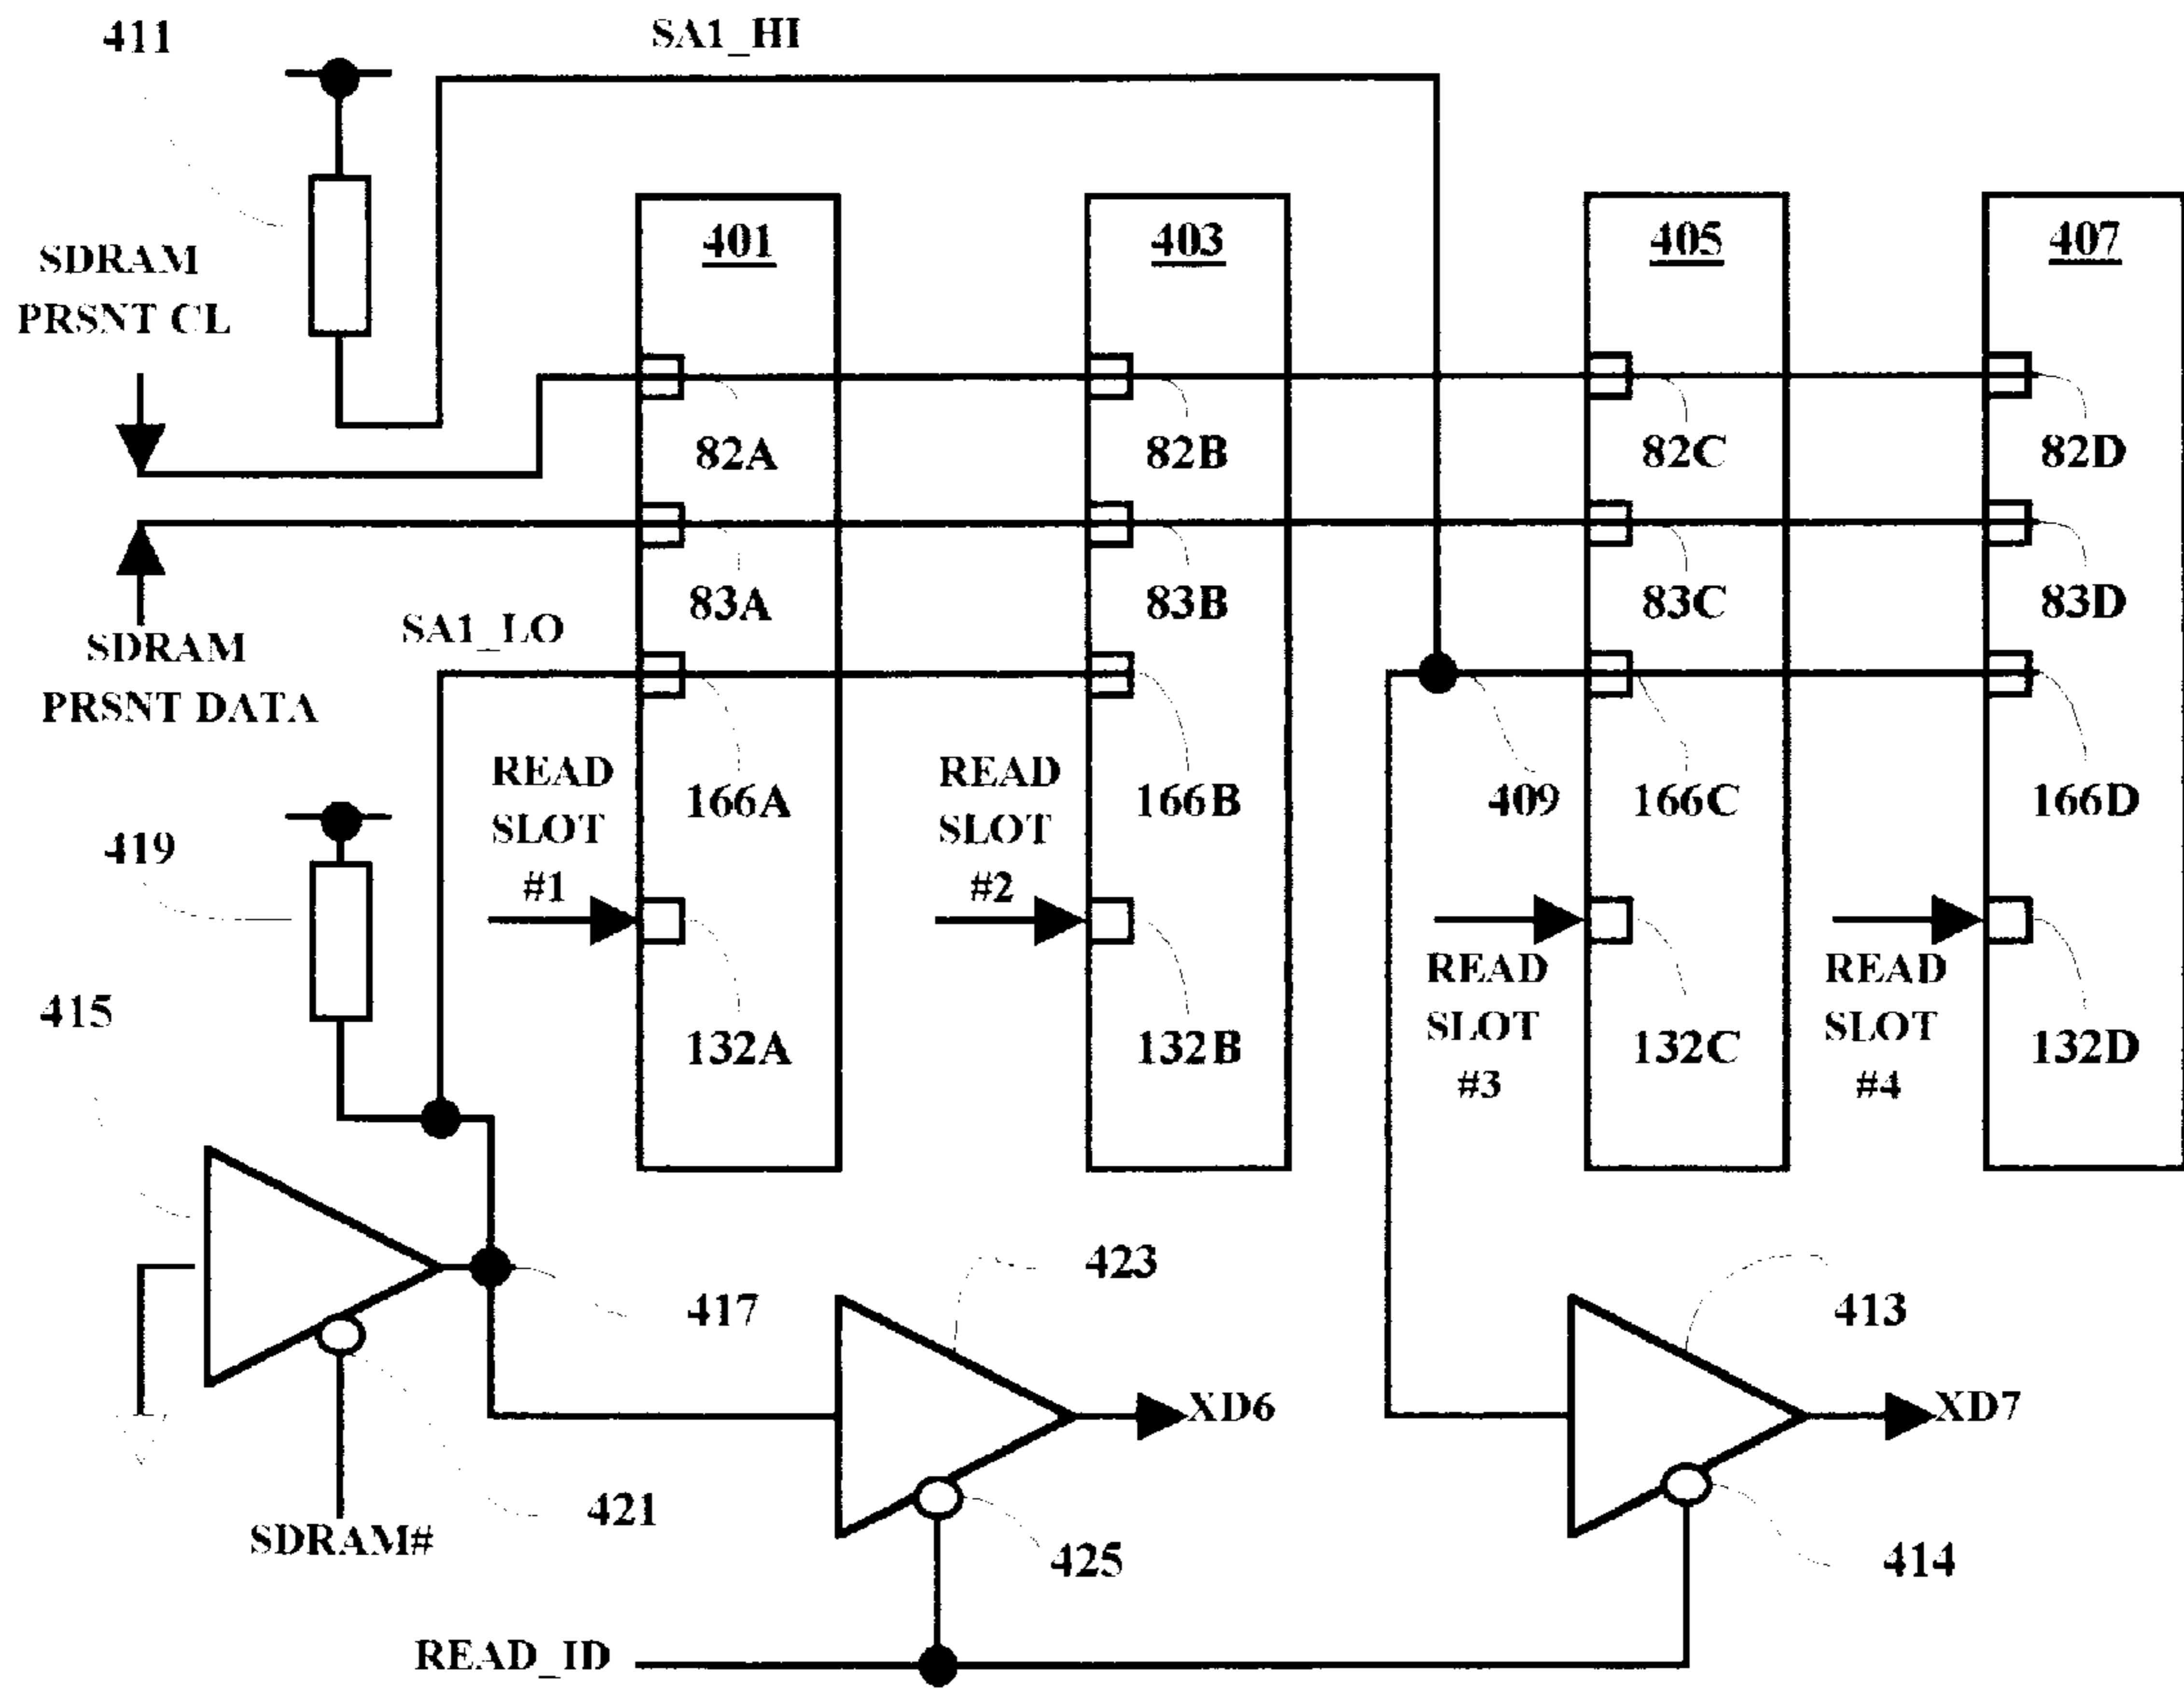 411
SA1_HI
401
403
405
407
SDRAM
PRSNT CL
82A
82B
82C
82D
83A
83B
83C
83D
SA1_LO
SDRAM
PRSNT DATA
READ
SLOT
#1
166A
READ
SLOT
#2
166B
409
166C
166D
419
READ
SLOT
#3
READ
SLOT
#4
415
132A
132B
132C
132D
423
417
413
XD6
XD7
421
SDRAM#
425
414
READ_ID